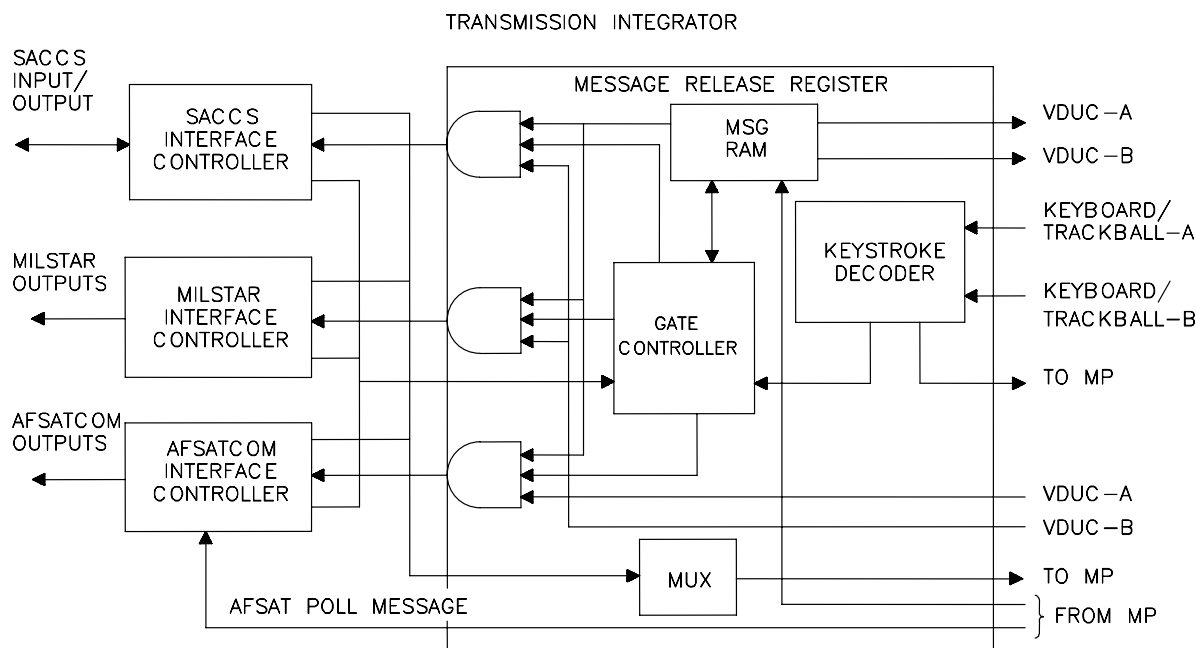 TRANSMISSION INTEGRATOR
SACCS
INPUT/
OUTPUT
SACCS
INTERFACE
CONTROLLER
MESSAGE RELEASE REGISTER
MSG
RAM
VDUC-A
VDUC-B
KEYSTROKE
DECODER
KEYBOARD/
TRACKBALL-A
KEYBOARD/
TRACKBALL-B
MILSTAR
OUTPUTS
MILSTAR
INTERFACE
CONTROLLER
GATE
CONTROLLER
TO MP
AFSATCOM
OUTPUTS
AFSATCOM
INTERFACE
CONTROLLER
VDUC-A
VDUC-B
MUX
TO MP
AFSAT POLL MESSAGE
FROM MP